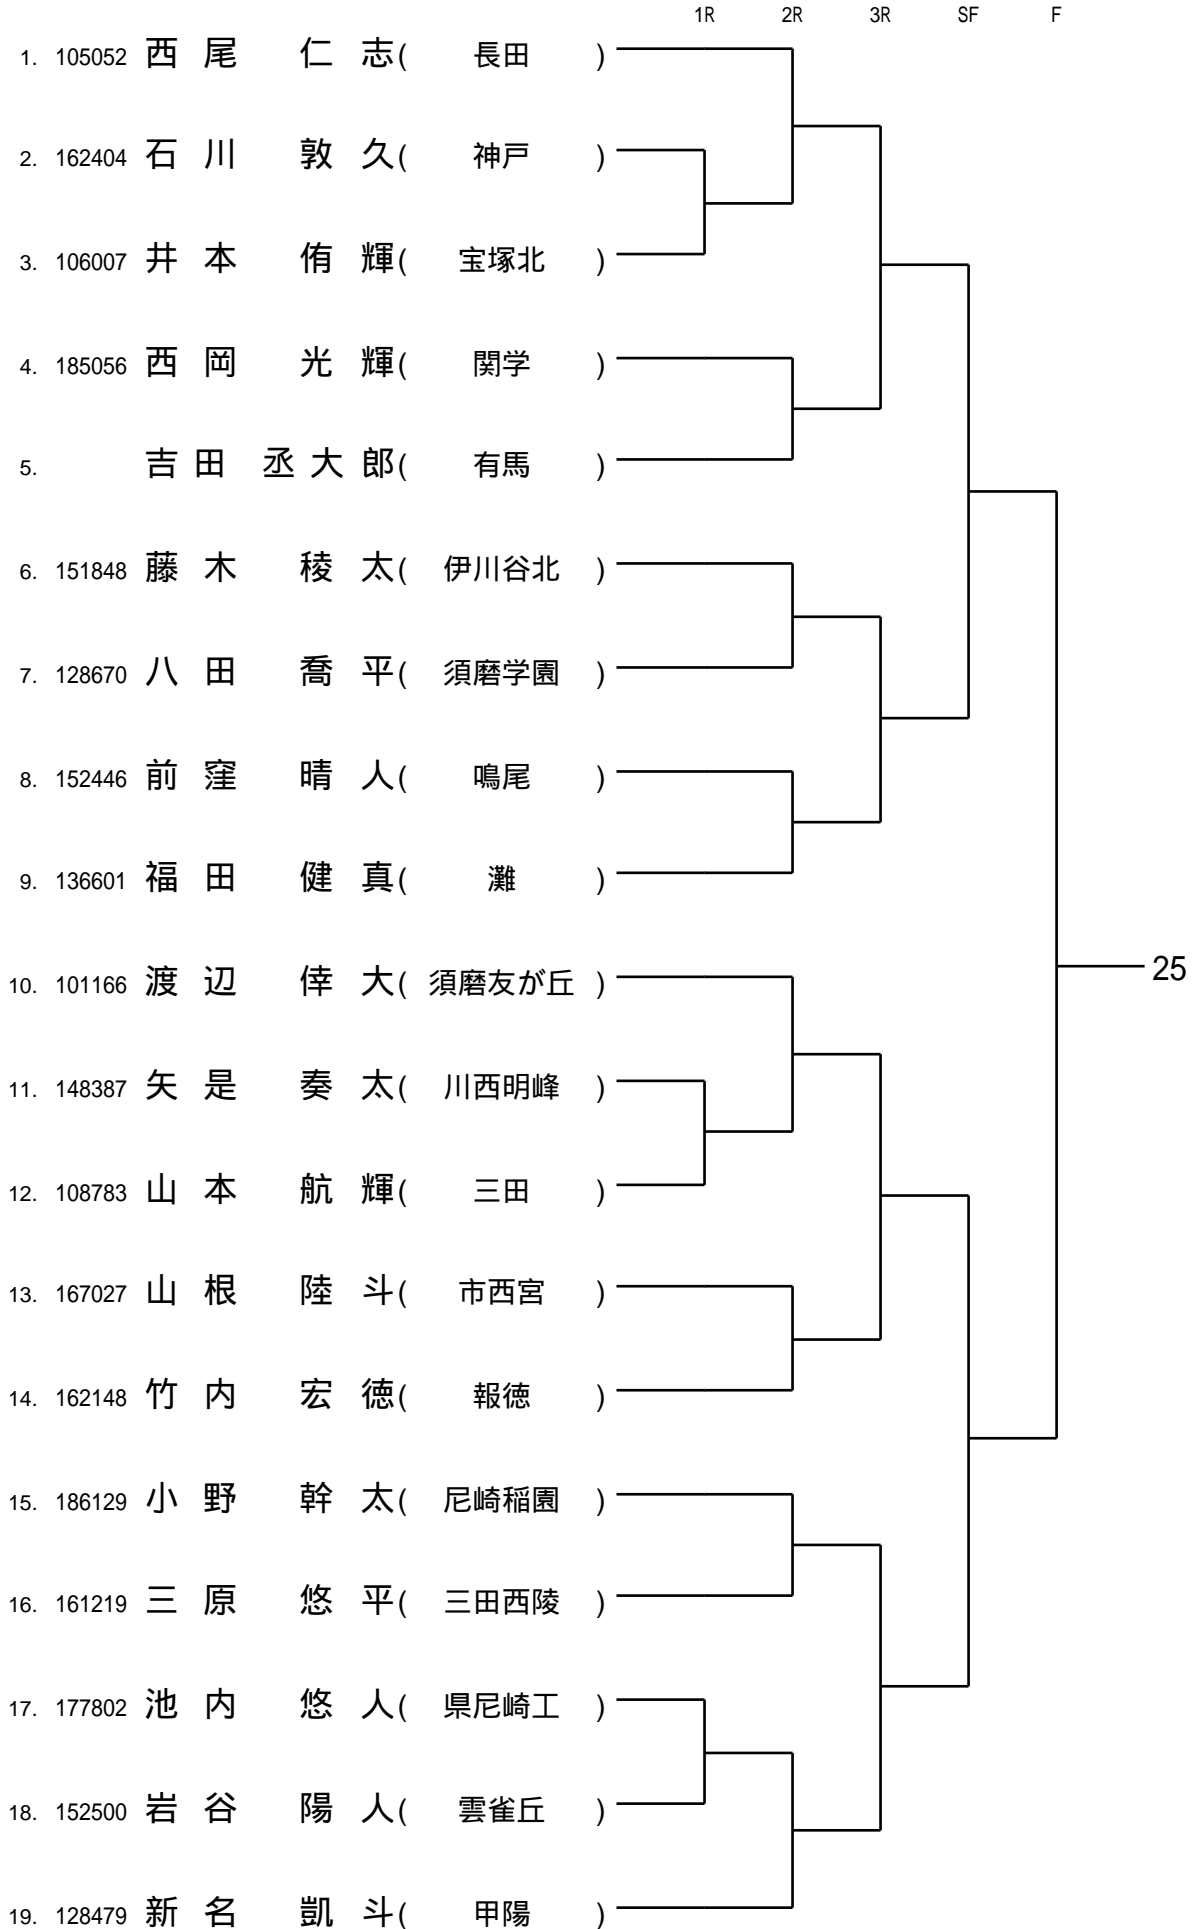 1R 2R 3R SF F
1. 105052 西尾 仁志( 長田 )
2. 162404 石川 敦久( 神戸 )
3. 106007 井本 侑輝( 宝塚北 )
4. 185056 西岡 光輝( 関学 )
5. 吉田 丞大郎( 有馬 )
6. 151848 藤木 稜太( 伊川谷北 )
7. 128670 八田 喬平( 須磨学園 )
8. 152446 前窪 晴人( 鳴尾 )
9. 136601 福田 健真( 灘 )
25
10. 101166 渡辺 倖大( 須磨友が丘 )
11. 148387 矢是 奏太( 川西明峰 )
12. 108783 山本 航輝( 三田 )
13. 167027 山根 陸斗( 市西宮 )
14. 162148 竹内 宏徳( 報徳 )
15. 186129 小野 幹太( 尼崎稲園 )
16. 161219 三原 悠平( 三田西陵 )
17. 177802 池内 悠人( 県尼崎工 )
18. 152500 岩谷 陽人( 雲雀丘 )
19. 128479 新名 凱斗( 甲陽 )